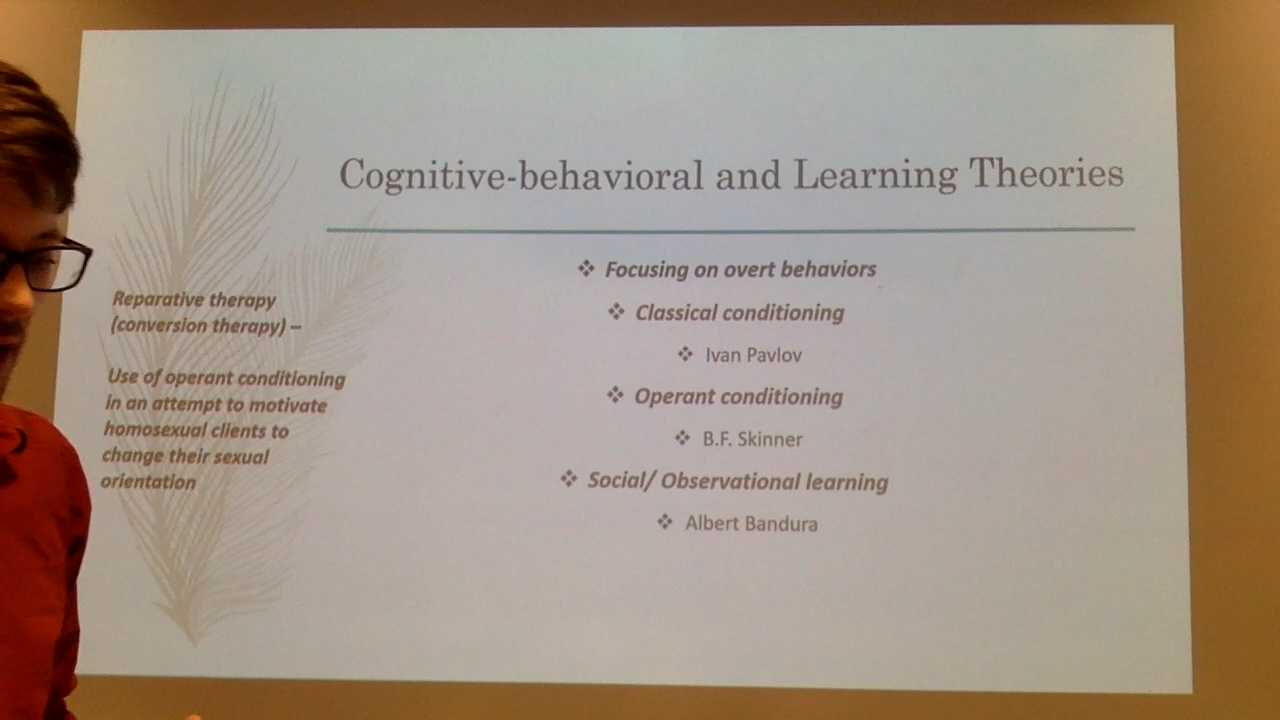 Cognitive-behavioral and Learning Theories
Reparative therapy
(conversion therapy) –
Use of operant conditioning
in an attempt to motivate
homosexual clients to
change their sexual
orientation
❖ Focusing on overt behaviors
❖ Classical conditioning
❖ Ivan Pavlov
❖ Operant conditioning
❖ B.F. Skinner
❖ Social/ Observational learning
❖ Albert Bandura